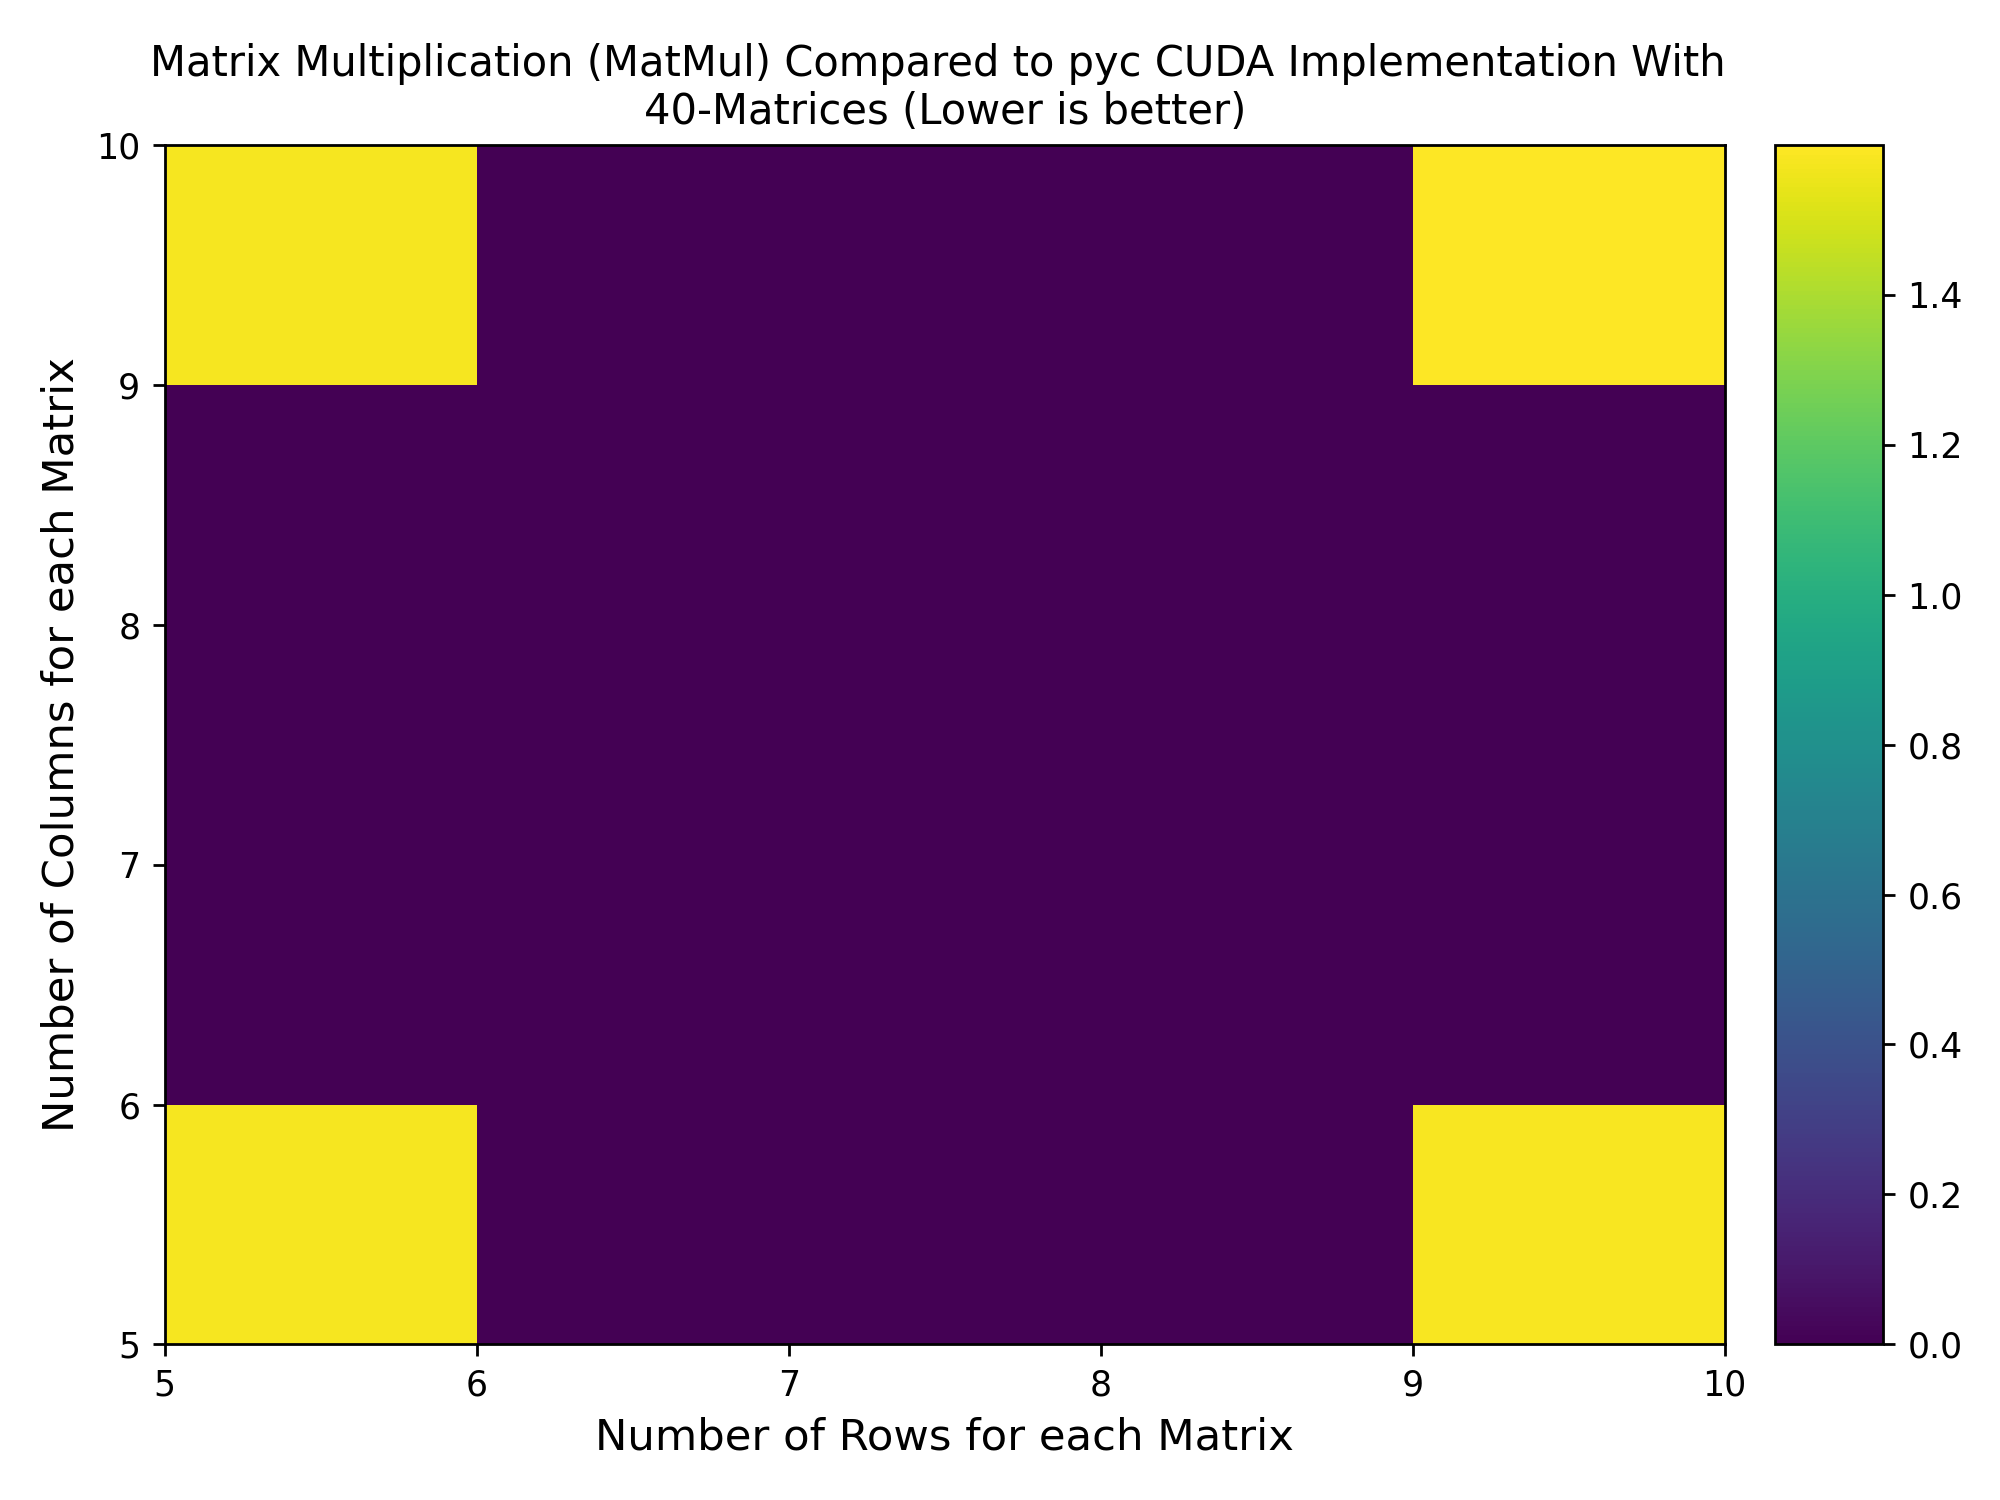 Matrix Multiplication (MatMul) Compared to pyc CUDA Implementation With
40-Matrices (Lower is better)
Number of Columns for each Matrix
10
9
8
7
6
5
5 6 7 8 9 10
Number of Rows for each Matrix
1.4
1.2
1.0
0.8
0.6
0.4
0.2
0.0